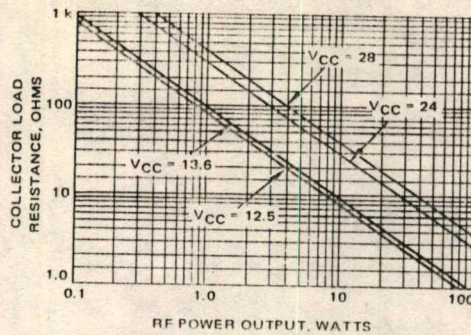 1 k
100
10
1.0
COLLECTOR LOAD
RESISTANCE, OHMS
VCC = 28
VCC = 24
VCC = 13.6
VCC = 12.5
0.1
1.0
10
100
RF POWER OUTPUT, WATTS